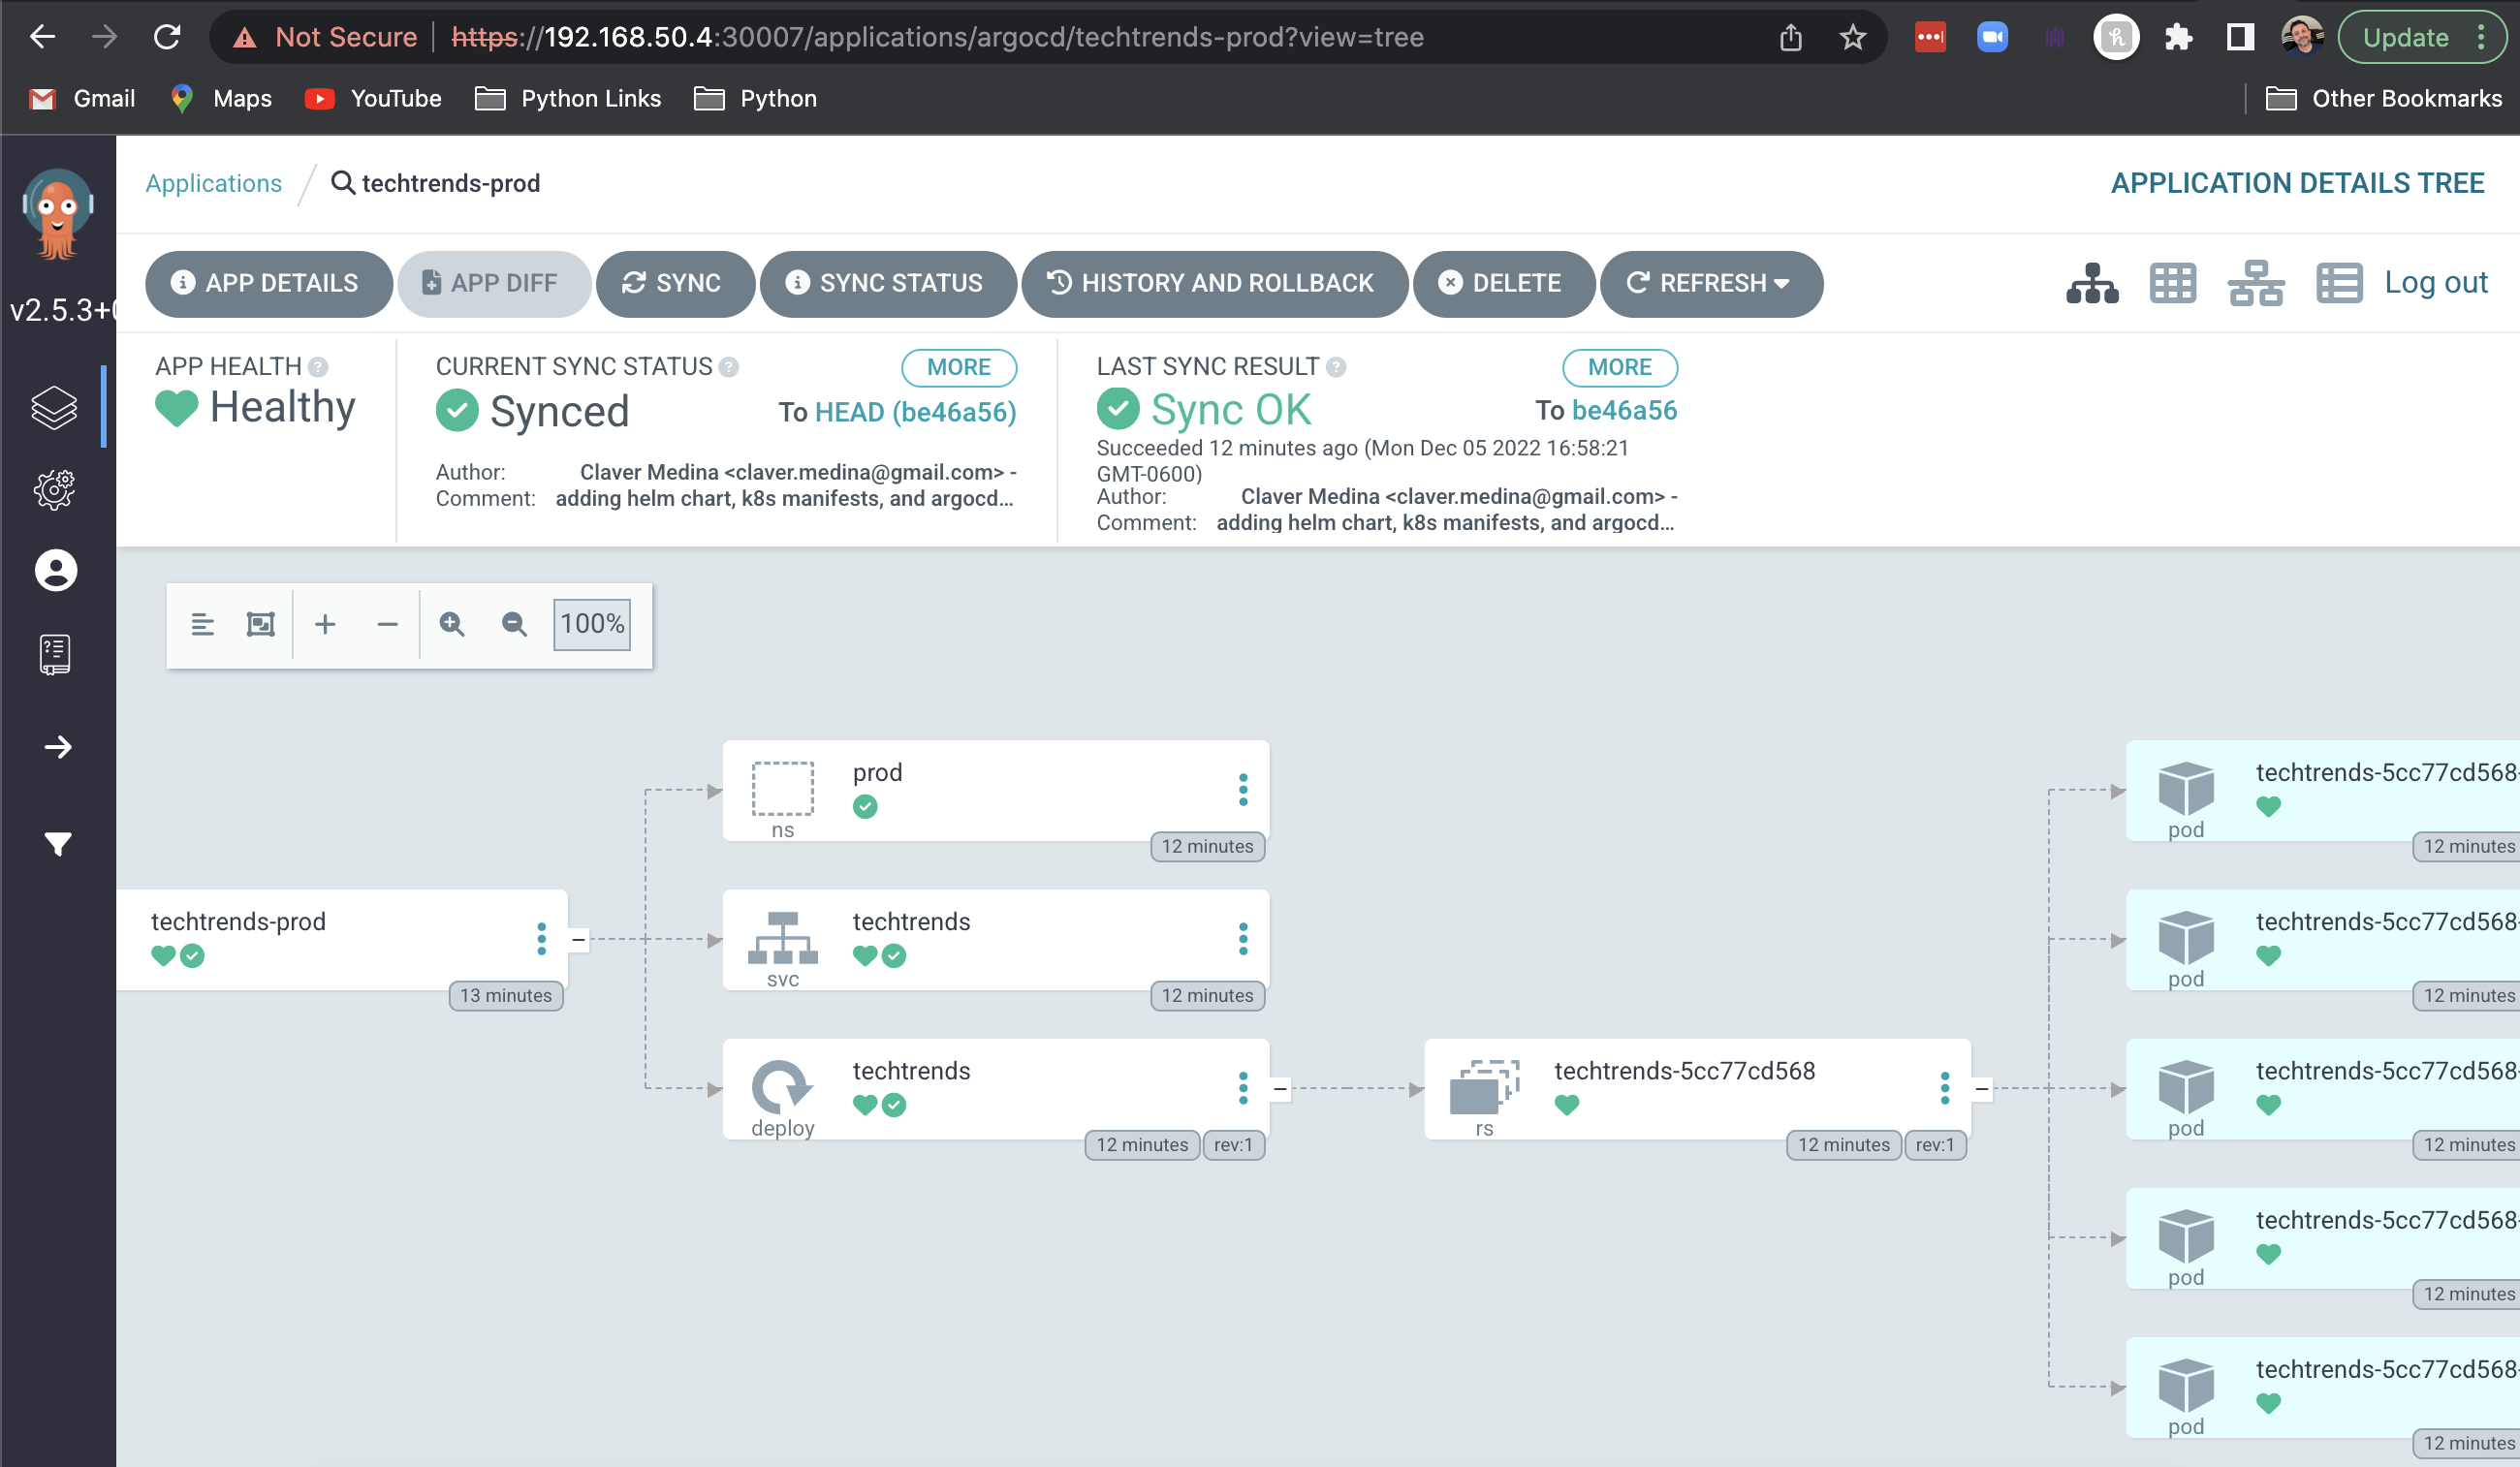 Not Secure https://192.168.50.4:30007/applications/argocd/techtrends-prod?view=tree Update
Gmail Maps YouTube Python Links Python Other Bookmarks
Applications / techtrends-prod APPLICATION DETAILS TREE
v2.5.3+
APP DETAILS APP DIFF SYNC SYNC STATUS HISTORY AND ROLLBACK DELETE REFRESH Log out
APP HEALTH ?
Healthy
CURRENT SYNC STATUS ? MORE
Synced To HEAD (be46a56)
Author: Claver Medina <claver.medina@gmail.com> -
Comment: adding helm chart, k8s manifests, and argocd...
LAST SYNC RESULT ? MORE
Sync OK To be46a56
Succeeded 12 minutes ago (Mon Dec 05 2022 16:58:21
GMT-0600)
Author: Claver Medina <claver.medina@gmail.com> -
Comment: adding helm chart, k8s manifests, and argocd...
100%
techtrends-prod
13 minutes
prod
ns
12 minutes
techtrends
svc
12 minutes
techtrends
deploy
12 minutes rev:1
techtrends-5cc77cd568
rs
12 minutes rev:1
techtrends-5cc77cd568-
pod
12 minutes
techtrends-5cc77cd568-
pod
12 minutes
techtrends-5cc77cd568-
pod
12 minutes
techtrends-5cc77cd568-
pod
12 minutes
techtrends-5cc77cd568-
pod
12 minutes